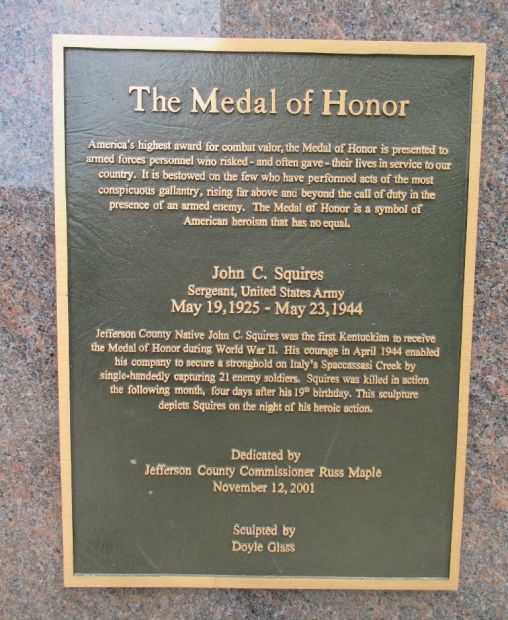 The Medal of Honor
America's highest award for combat valor, the Medal of Honor is presented to
armed forces personnel who risked - and often gave - their lives in service to our
country. It is bestowed on the few who have performed acts of the most
conspicuous gallantry, rising far above and beyond the call of duty in the
presence of an armed enemy. The Medal of Honor is a symbol of
American heroism that has no equal.
John C. Squires
Sergeant, United States Army
May 19, 1925 - May 23, 1944
Jefferson County Native John C. Squires was the first Kentuckian to receive
the Medal of Honor during World War II. His courage in April 1944 enabled
his company to secure a stronghold on Italy's Spaccassasi Creek by
single-handedly capturing 21 enemy soldiers. Squires was killed in action
the following month, four days after his 19th birthday. This sculpture
depicts Squires on the night of his heroic action.
Dedicated by
Jefferson County Commissioner Russ Maple
November 12, 2001
Sculpted by
Doyle Glass